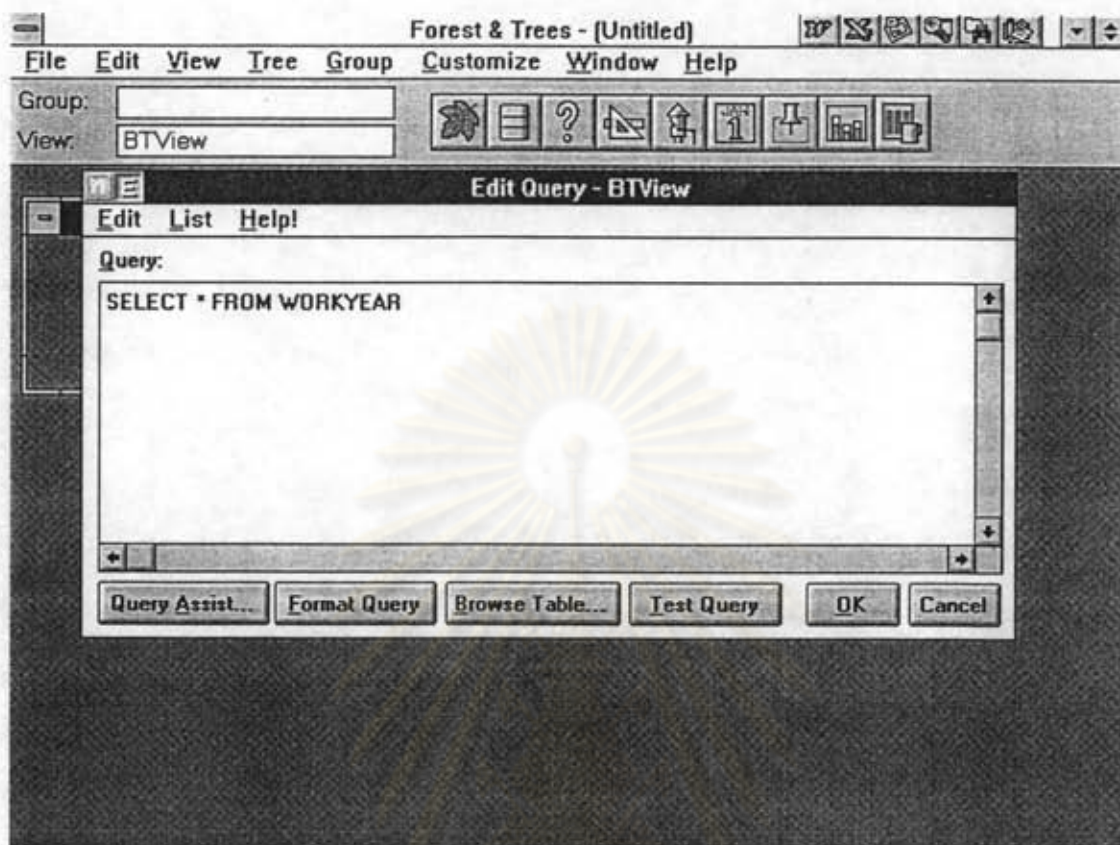 Forest & Trees - (Untitled)
File Edit View Tree Group Customize Window Help
Group:
View: BTView
Edit Query - BTView
Edit List Help!
Query:
SELECT * FROM WORKYEAR
Query Assist... Format Query Browse Table... Test Query OK Cancel